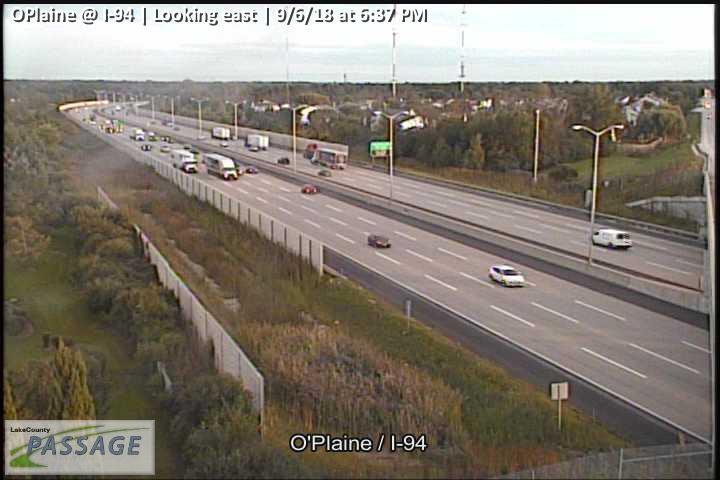 OPlaine @ I-94 | Looking east | 9/6/18 at 6:37 PM
LakeCounty
PASSAGE
O'Plaine / I-94